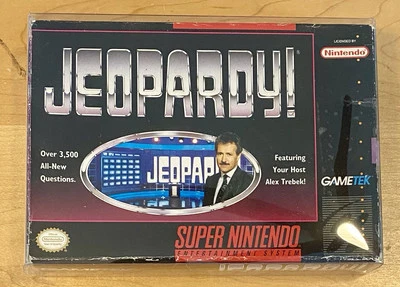 LICENSED BY
Nintendo
JEOPARDY!
Over 3,500
All-New
Questions.
JEOPAR
Featuring
Your Host
Alex Trebek!
GAMETEK
SUPER NINTENDO
ENTERTAINMENT SYSTEM